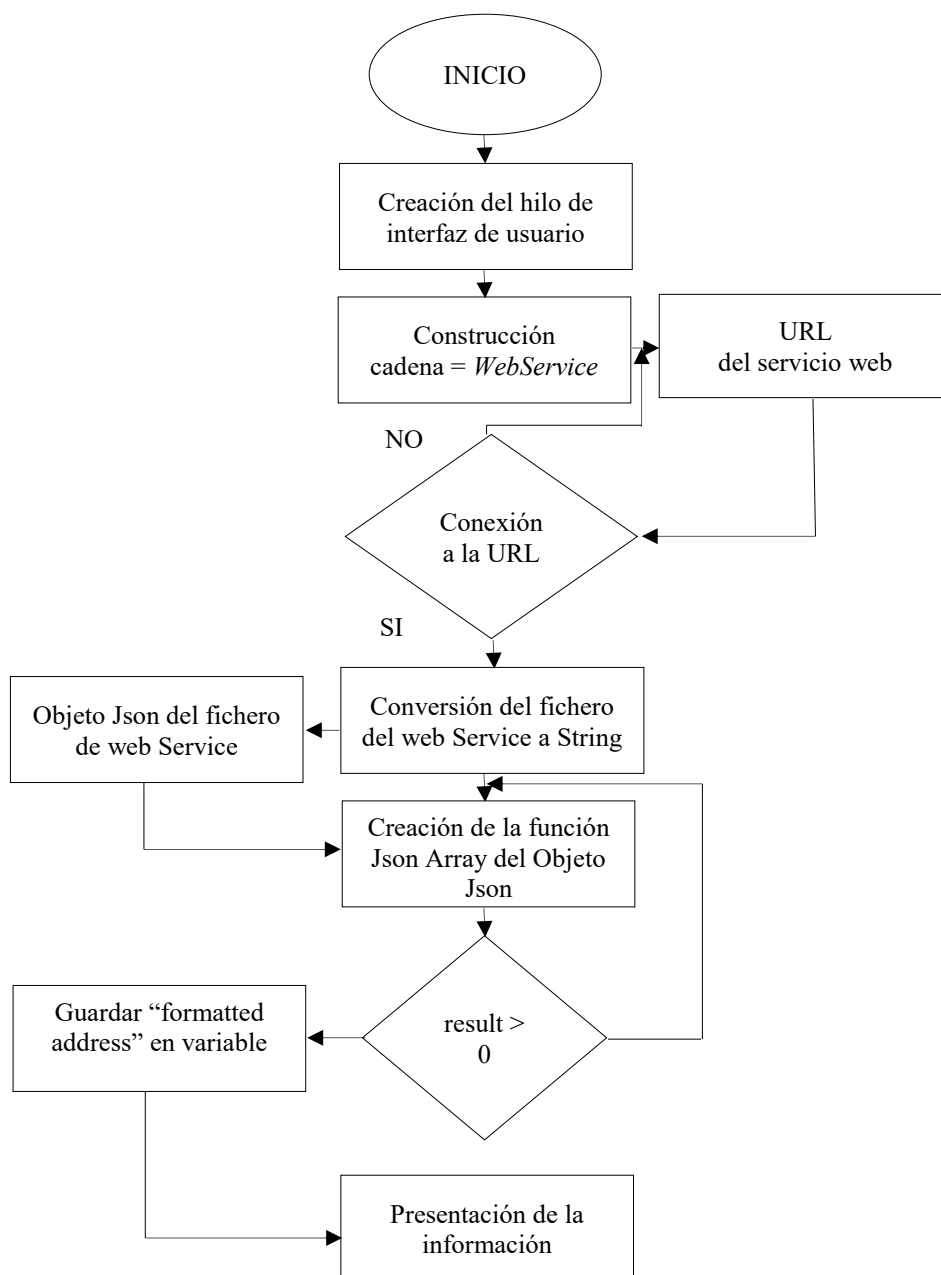 INICIO
Creación del hilo de
interfaz de usuario
Construcción
cadena = WebService
URL
del servicio web
NO
Conexión
a la URL
SI
Conversión del fichero
del web Service a String
Objeto Json del fichero
de web Service
Creación de la función
Json Array del Objeto
Json
Guardar “formatted
address” en variable
result >
0
Presentación de la
información